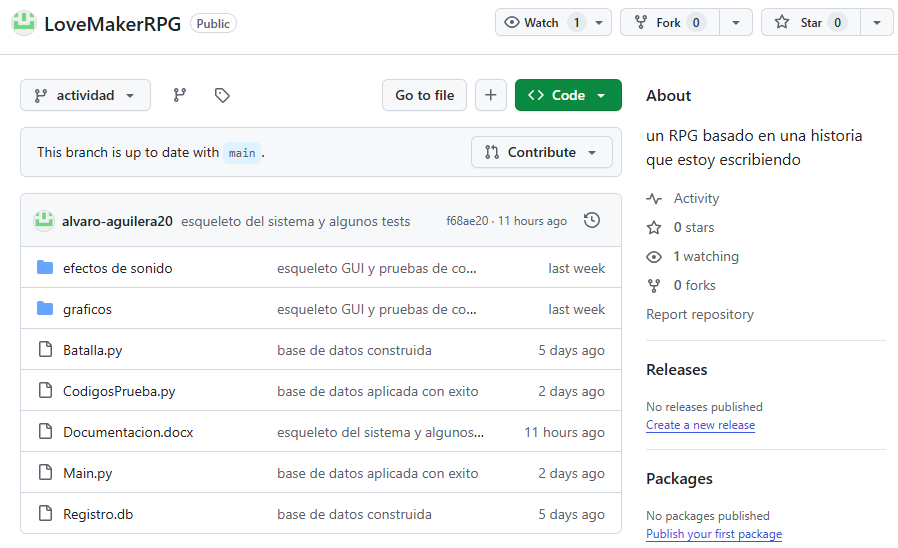 LoveMakerRPG Public Watch 1 Fork 0 Star 0
actividad Go to file Code
This branch is up to date with main . Contribute
alvaro-aguilera20 esqueleto del sistema y algunos tests f68ae20 · 11 hours ago
efectos de sonido esqueleto GUI y pruebas de co... last week
graficos esqueleto GUI y pruebas de co... last week
Batalla.py base de datos construida 5 days ago
CodigosPrueba.py base de datos aplicada con exito 2 days ago
Documentacion.docx esqueleto del sistema y algunos... 11 hours ago
Main.py base de datos aplicada con exito 2 days ago
Registro.db base de datos construida 5 days ago
About
un RPG basado en una historia
que estoy escribiendo
Activity
0 stars
1 watching
0 forks
Report repository
Releases
No releases published
Create a new release
Packages
No packages published
Publish your first package